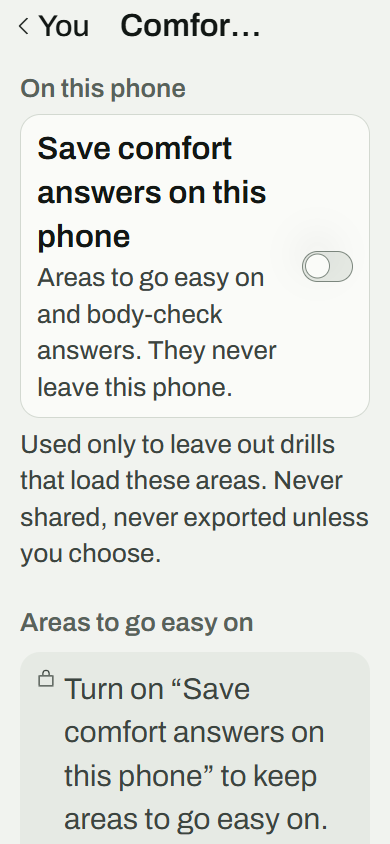 You Comfor…
On this phone
Save comfort
answers on this
phone
Areas to go easy on
and body-check
answers. They never
leave this phone.
Used only to leave out drills
that load these areas. Never
shared, never exported unless
you choose.
Areas to go easy on
Turn on “Save
comfort answers on
this phone” to keep
areas to go easy on.